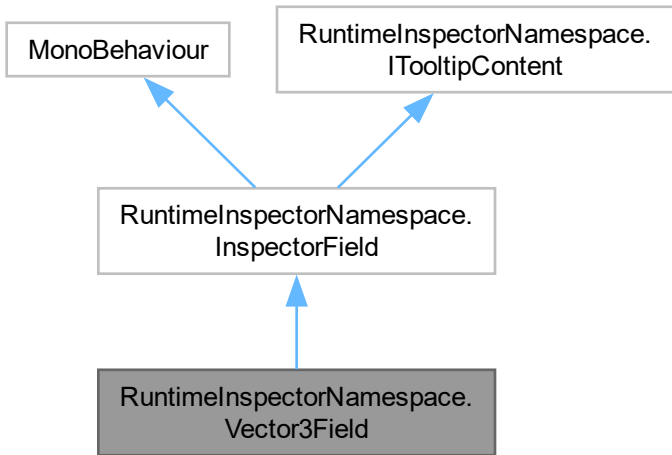 MonoBehaviour
RuntimeInspectorNamespace.
ITooltipContent
RuntimeInspectorNamespace.
InspectorField
RuntimeInspectorNamespace.
Vector3Field